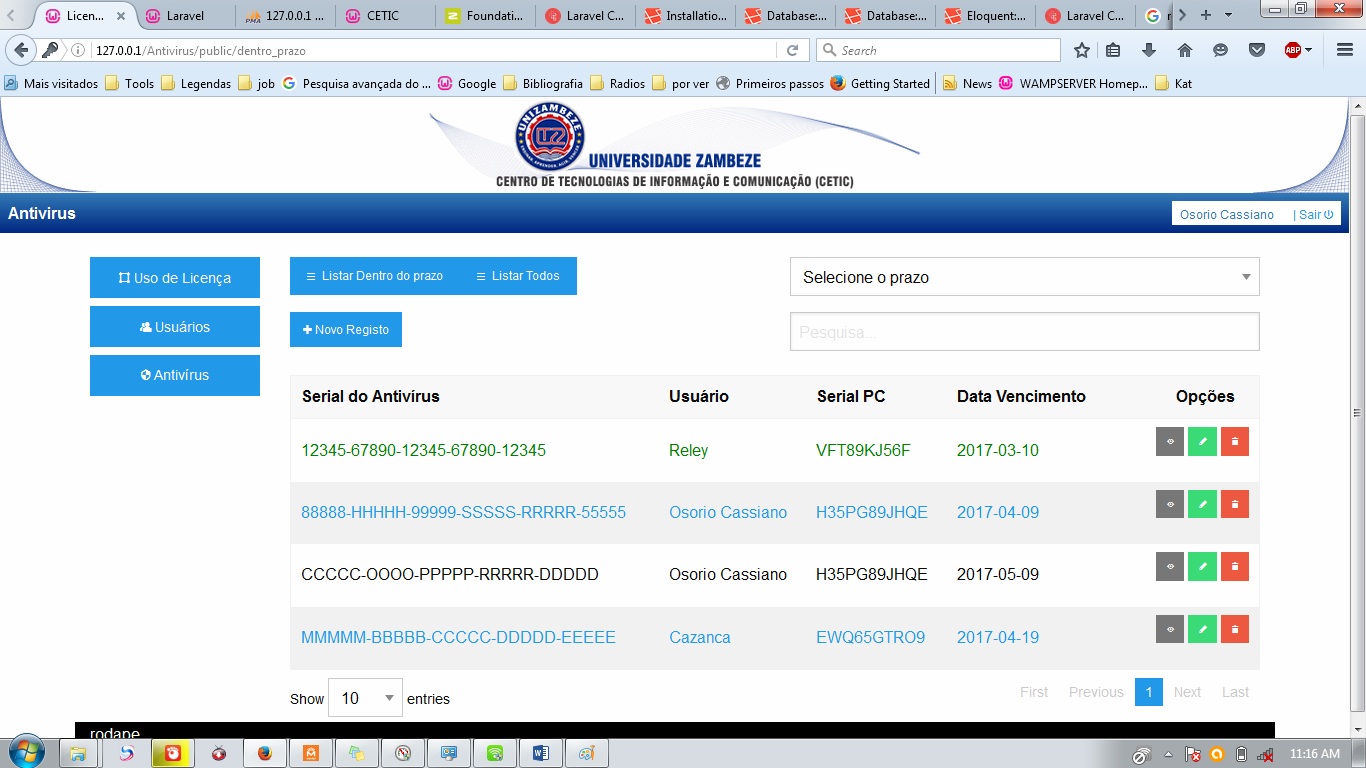 Licen... Laravel PMA 127.0.0.1 ... CETIC Foundati... Laravel C... Installatio... Database:... Database:... Eloquent:... Laravel C...
127.0.0.1/Antivirus/public/dentro_prazo Search ABP
Mais visitados Tools Legendas job Pesquisa avançada do ... Google Bibliografia Radios por ver Primeiros passos Getting Started News WAMPSERVER Homep... Kat
UNIZAMBEZE
UZ
UNIVERSIDADE ZAMBEZE
CENTRO DE TECNOLOGIAS DE INFORMAÇÃO E COMUNICAÇÃO (CETIC)
Antivirus Osorio Cassiano | Sair
Uso de Licença
Usuários
Antivírus
Listar Dentro do prazo Listar Todos Selecione o prazo
Novo Registo Pesquisa...
Serial do Antivírus Usuário Serial PC Data Vencimento Opções
12345-67890-12345-67890-12345 Reley VFT89KJ56F 2017-03-10
88888-HHHHH-99999-SSSSS-RRRRR-55555 Osorio Cassiano H35PG89JHQE 2017-04-09
CCCCC-OOOO-PPPPP-RRRRR-DDDDD Osorio Cassiano H35PG89JHQE 2017-05-09
MMMMM-BBBBB-CCCCC-DDDDD-EEEEE Cazanca EWQ65GTRO9 2017-04-19
Show 10 entries First Previous 1 Next Last
rodape
11:16 AM